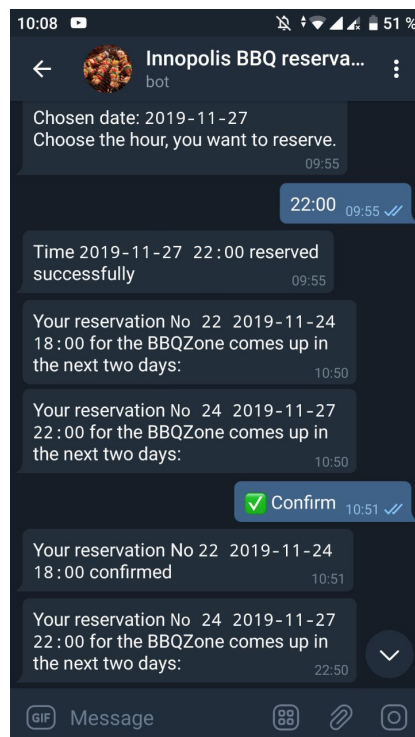 10:08
51 %
Innopolis BBQ reserva...
bot
Chosen date: 2019-11-27
Choose the hour, you want to reserve.
09:55
22:00 09:55
Time 2019-11-27 22:00 reserved
successfully
09:55
Your reservation No 22 2019-11-24
18:00 for the BBQZone comes up in
the next two days:
10:50
Your reservation No 24 2019-11-27
22:00 for the BBQZone comes up in
the next two days:
10:50
✅ Confirm 10:51
Your reservation No 22 2019-11-24
18:00 confirmed
10:51
Your reservation No 24 2019-11-27
22:00 for the BBQZone comes up in
the next two days:
22:50
GIF Message